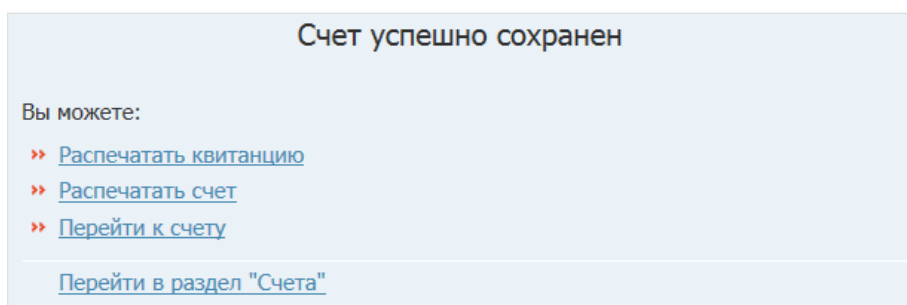 Счет успешно сохранен
Вы можете:
Распечатать квитанцию
Распечатать счет
Перейти к счету
Перейти в раздел "Счета"